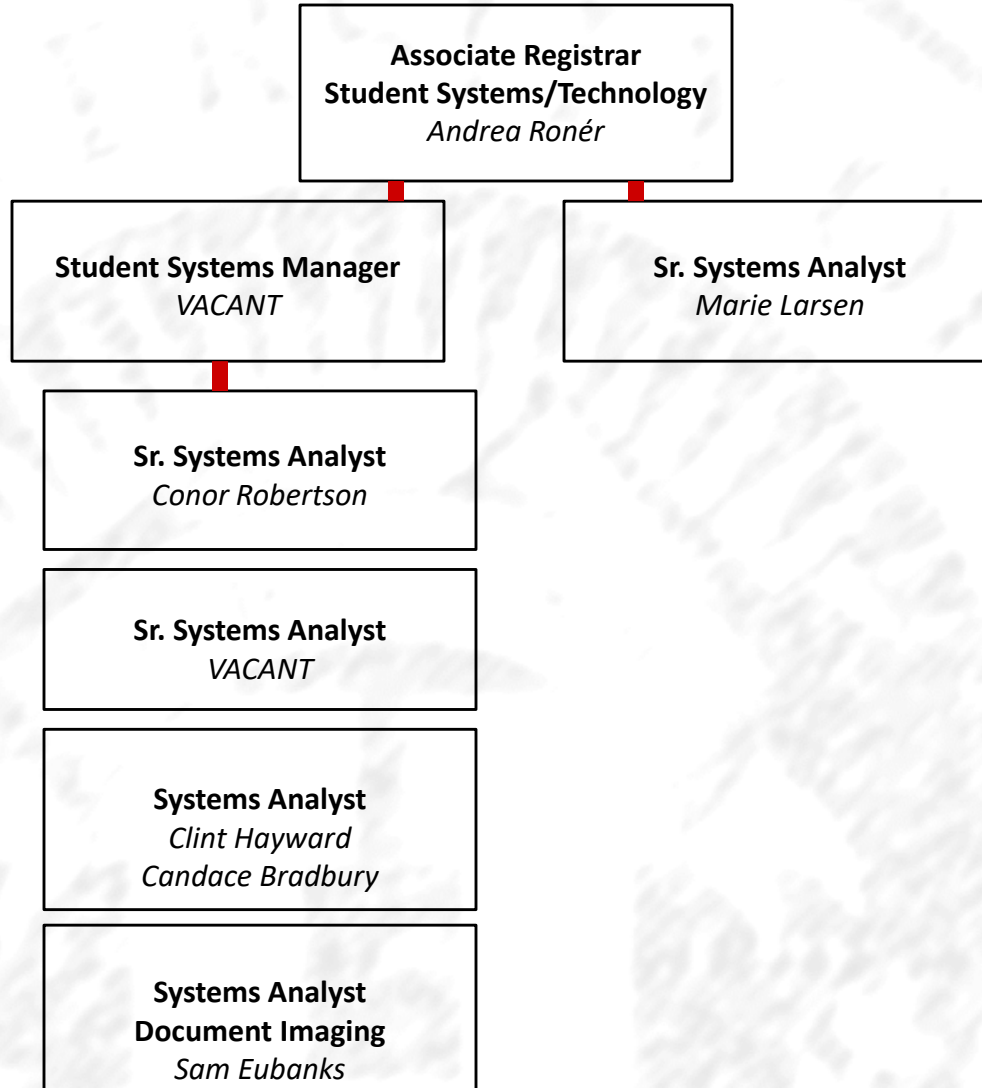 Associate Registrar
Student Systems/Technology
Andrea Ronér
Student Systems Manager
VACANT
Sr. Systems Analyst
Marie Larsen
Sr. Systems Analyst
Conor Robertson
Sr. Systems Analyst
VACANT
Systems Analyst
Clint Hayward
Candace Bradbury
Systems Analyst
Document Imaging
Sam Eubanks